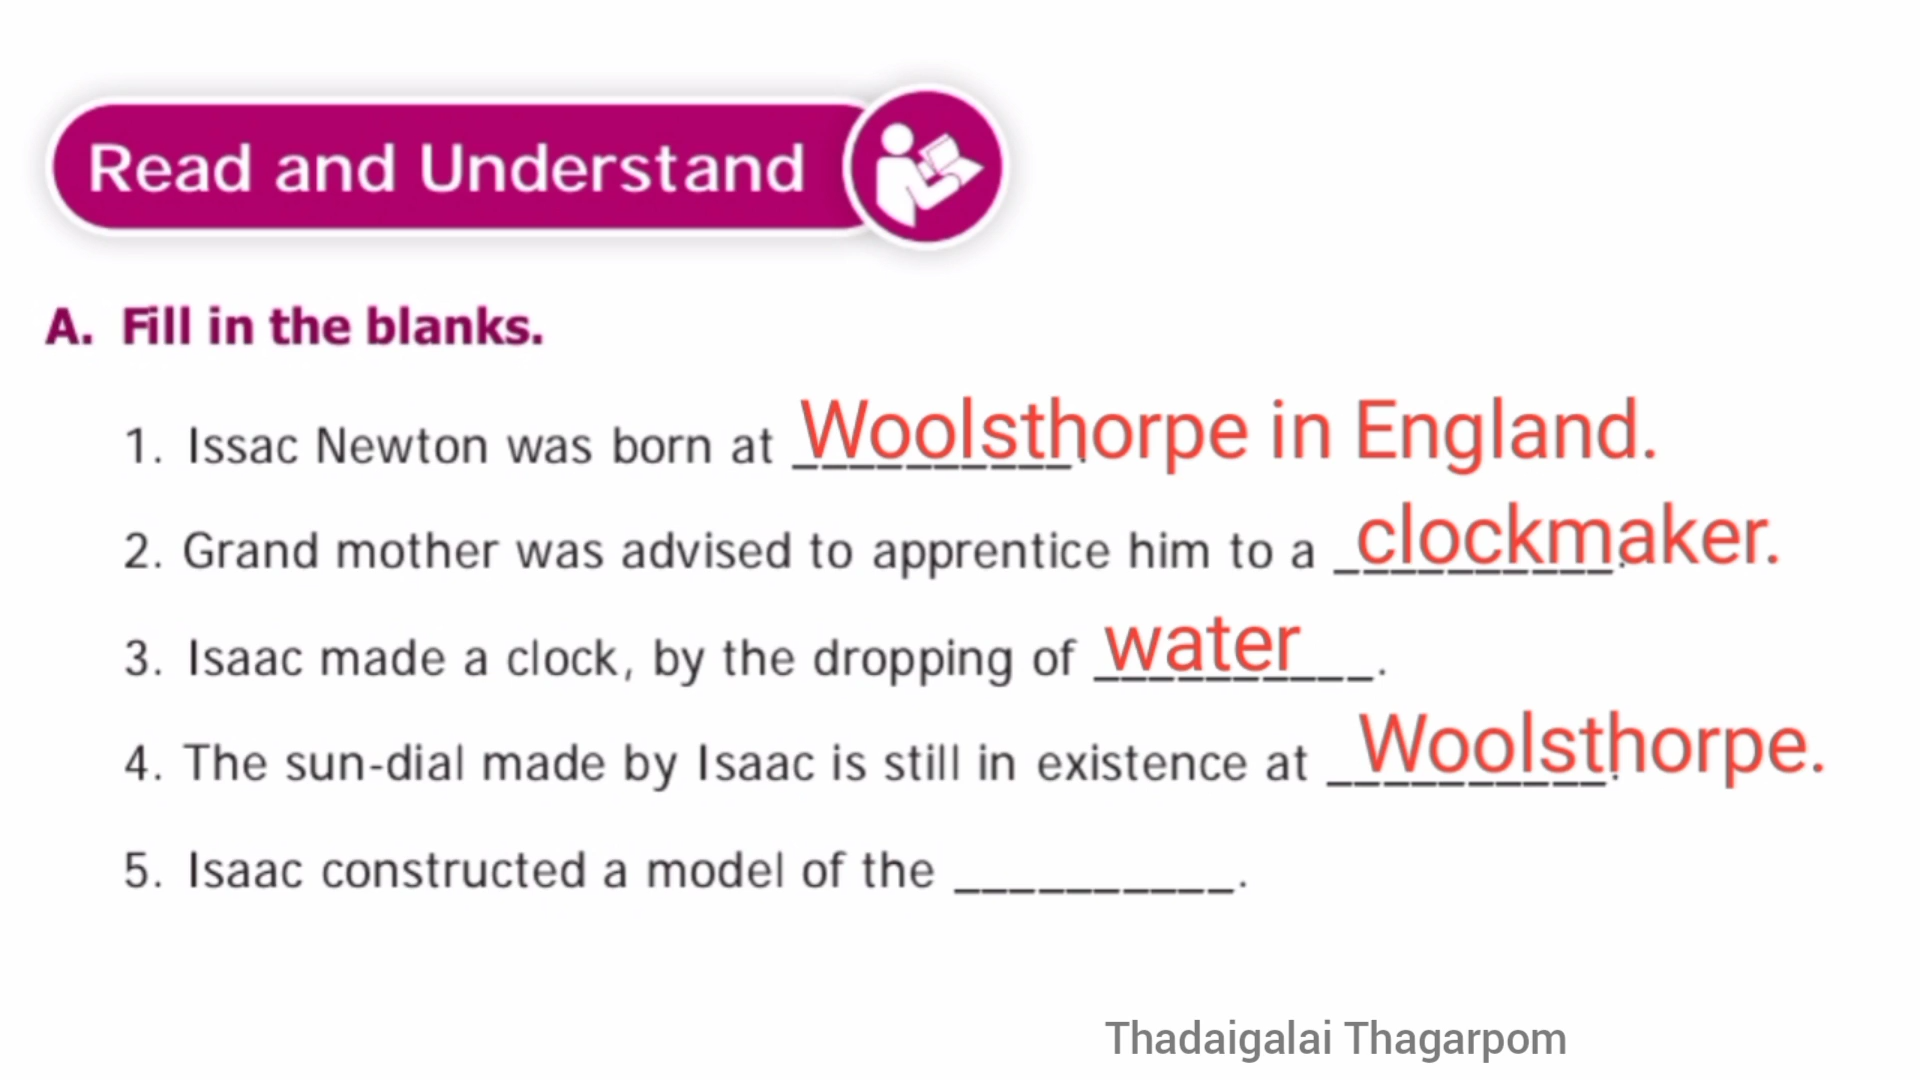 Read and Understand
A. Fill in the blanks.
1. Issac Newton was born at __________. Woolsthorpe in England.
2. Grand mother was advised to apprentice him to a __________. clockmaker.
3. Isaac made a clock, by the dropping of __________. water
4. The sun-dial made by Isaac is still in existence at __________. Woolsthorpe.
5. Isaac constructed a model of the __________.
Thadaigalai Thagarpom